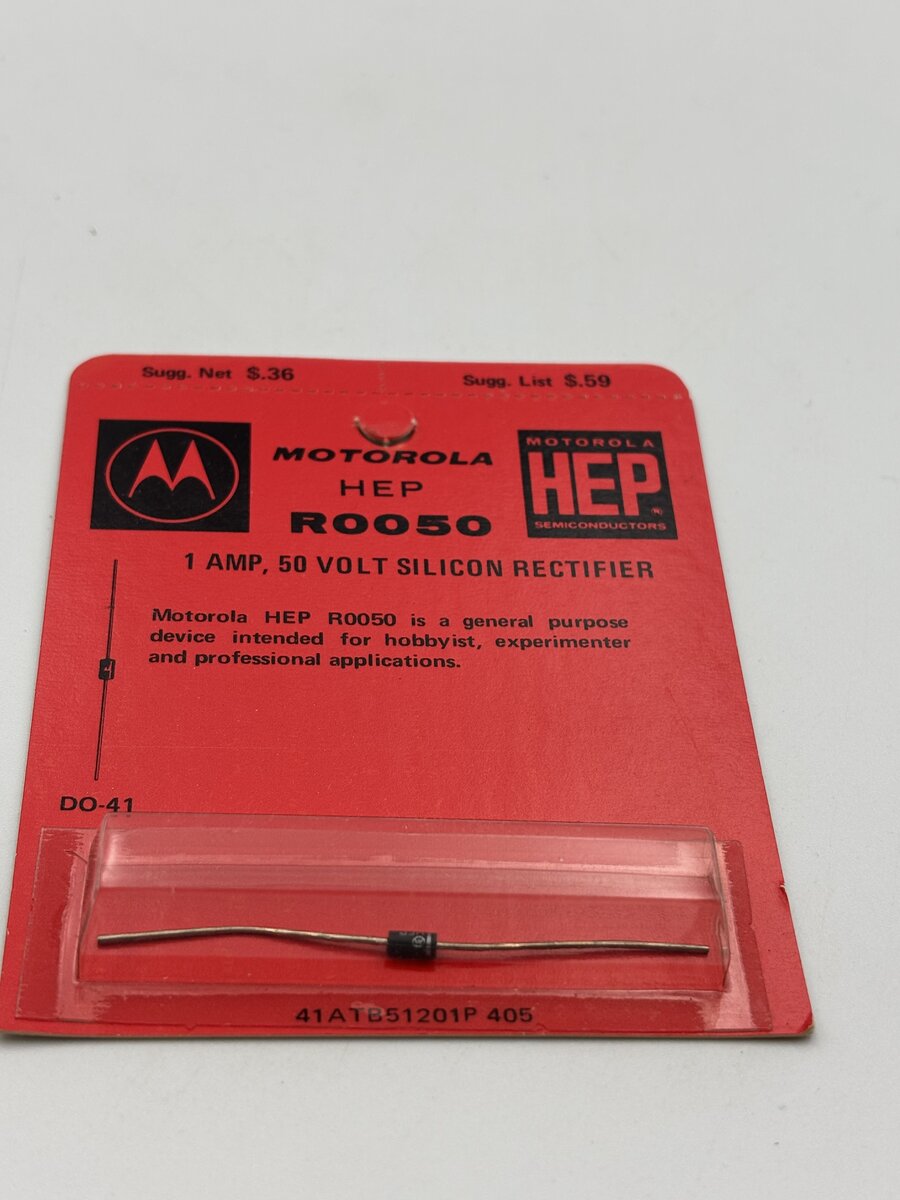 Sugg. Net $.36
Sugg. List $.59
MOTOROLA
HEP
R0050
MOTOROLA
HEP®
SEMICONDUCTORS
1 AMP, 50 VOLT SILICON RECTIFIER
Motorola HEP R0050 is a general purpose
device intended for hobbyist, experimenter
and professional applications.
DO-41
41ATB51201P 405